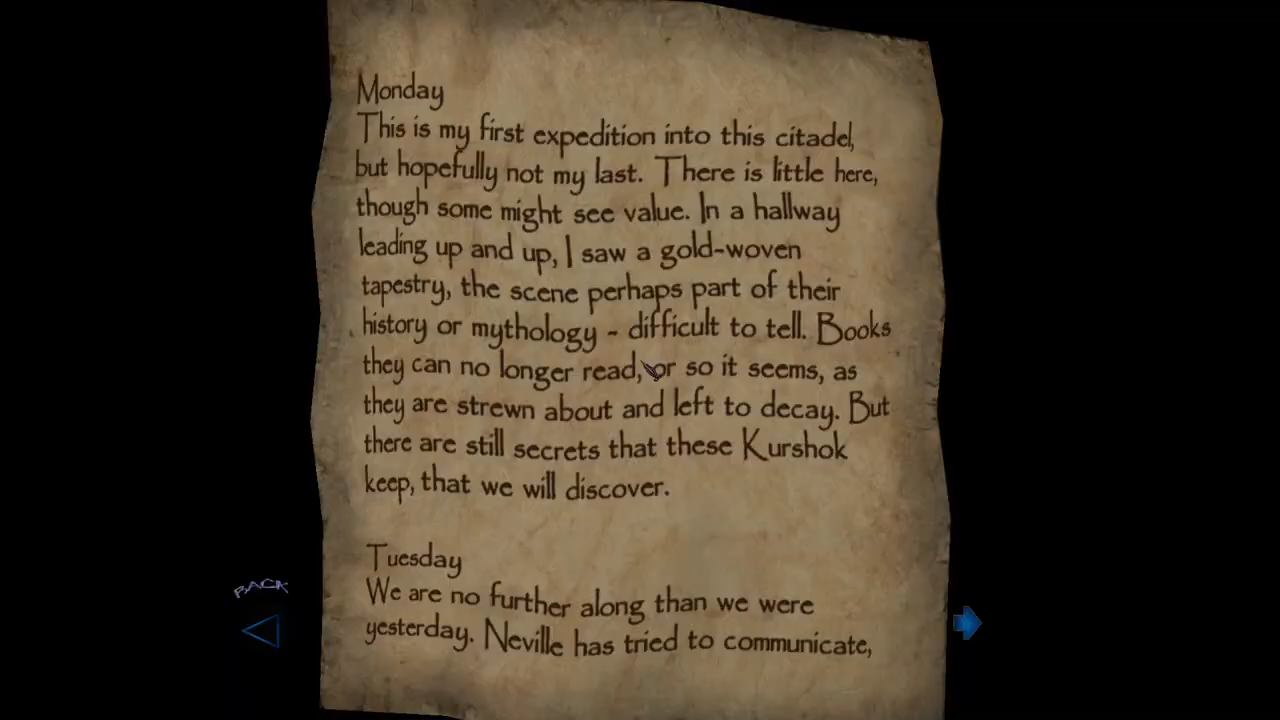 Monday
This is my first expedition into this citadel,
but hopefully not my last. There is little here,
though some might see value. In a hallway
leading up and up, I saw a gold-woven
tapestry, the scene perhaps part of their
history or mythology - difficult to tell. Books
they can no longer read, or so it seems, as
they are strewn about and left to decay. But
there are still secrets that these Kurshok
keep, that we will discover.
Tuesday
We are no further along than we were
yesterday. Neville has tried to communicate,
BACK